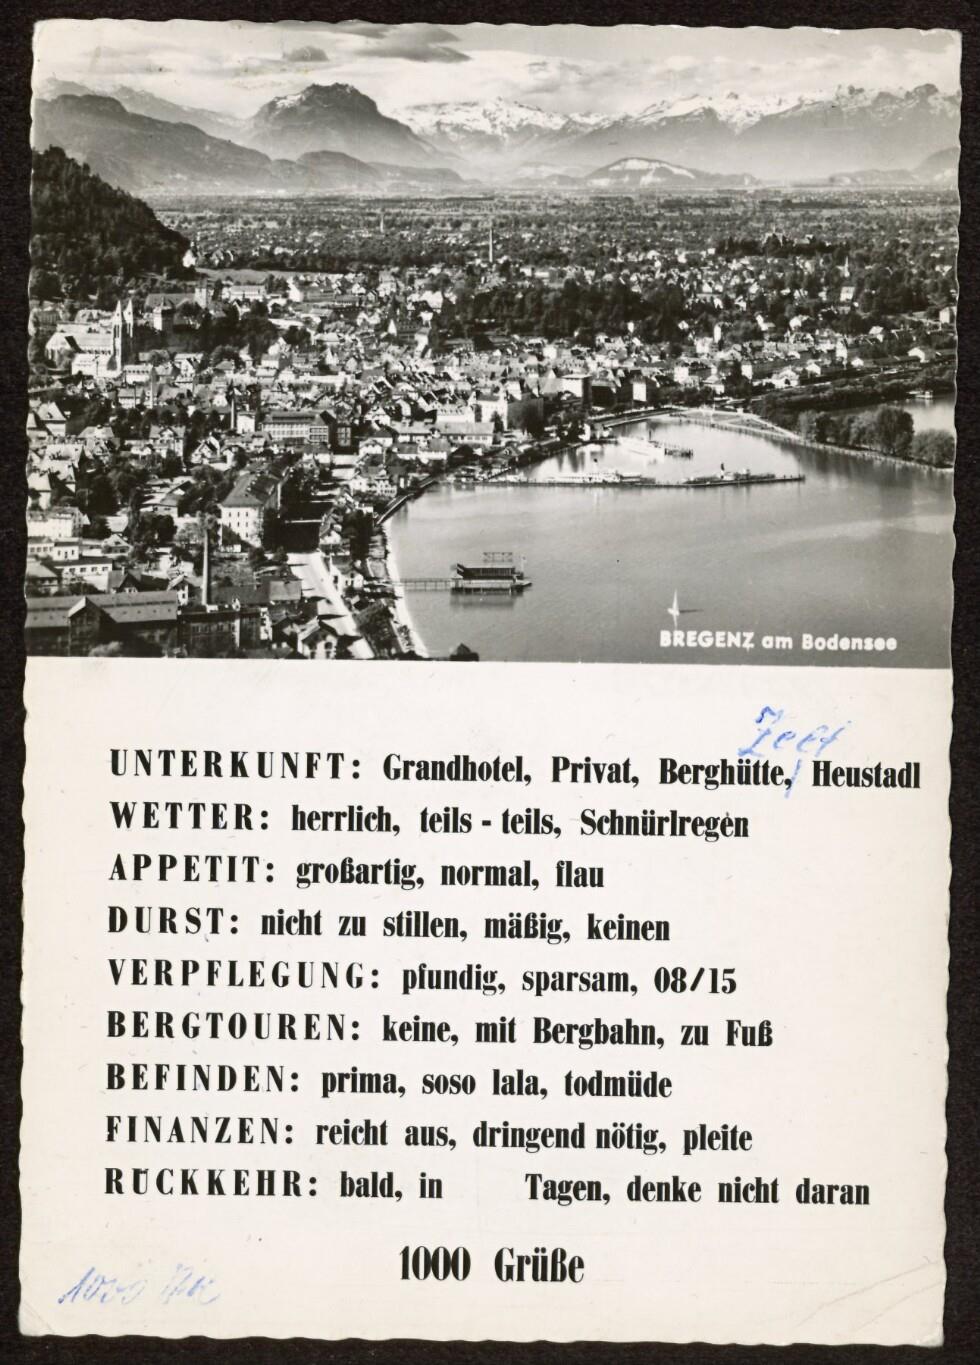 BREGENZ am Bodensee
Zelt
UNTERKUNFT: Grandhotel, Privat, Berghütte, Heustadl
WETTER: herrlich, teils - teils, Schnürlregen
APPETIT: großartig, normal, flau
DURST: nicht zu stillen, mäßig, keinen
VERPFLEGUNG: pfundig, sparsam, 08/15
BERGTOUREN: keine, mit Bergbahn, zu Fuß
BEFINDEN: prima, soso lala, todmüde
FINANZEN: reicht aus, dringend nötig, pleite
RÜCKKEHR: bald, in Tagen, denke nicht daran
1000 Grüße